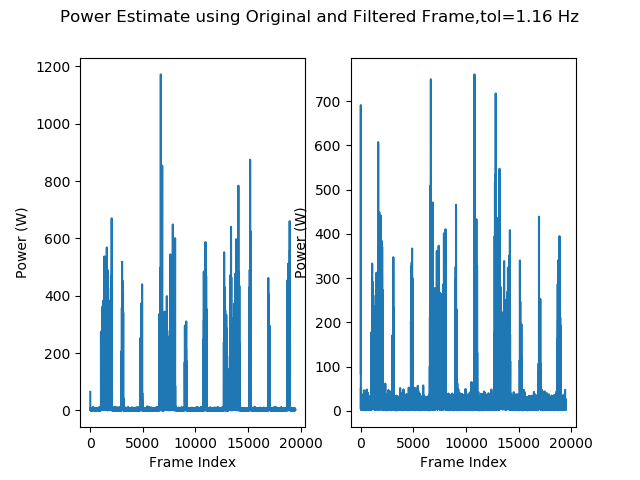 Power Estimate using Original and Filtered Frame,tol=1.16 Hz
1200
1000
800
600
400
200
0
Power (W)
0 5000 10000 15000 20000
Frame Index
700
600
500
400
300
200
100
0
Power (W)
0 5000 10000 15000 20000
Frame Index